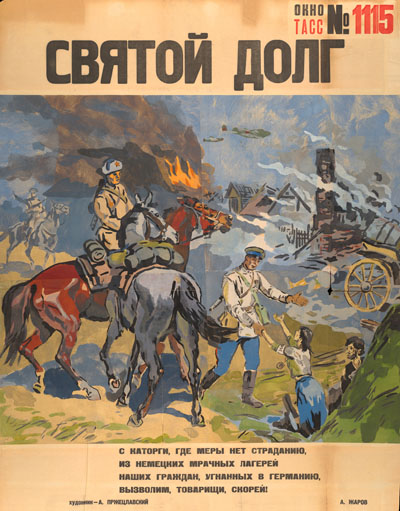 ОКНО
ТАСС № 1115
СВЯТОЙ ДОЛГ
С КАТОРГИ, ГДЕ МЕРЫ НЕТ СТРАДАНИЮ,
ИЗ НЕМЕЦКИХ МРАЧНЫХ ЛАГЕРЕЙ
НАШИХ ГРАЖДАН, УГНАННЫХ В ГЕРМАНИЮ,
ВЫЗВОЛИМ, ТОВАРИЩИ, СКОРЕЙ!
художник—А. ПРЖЕЦЛАВСКИЙ
А. ЖАРОВ